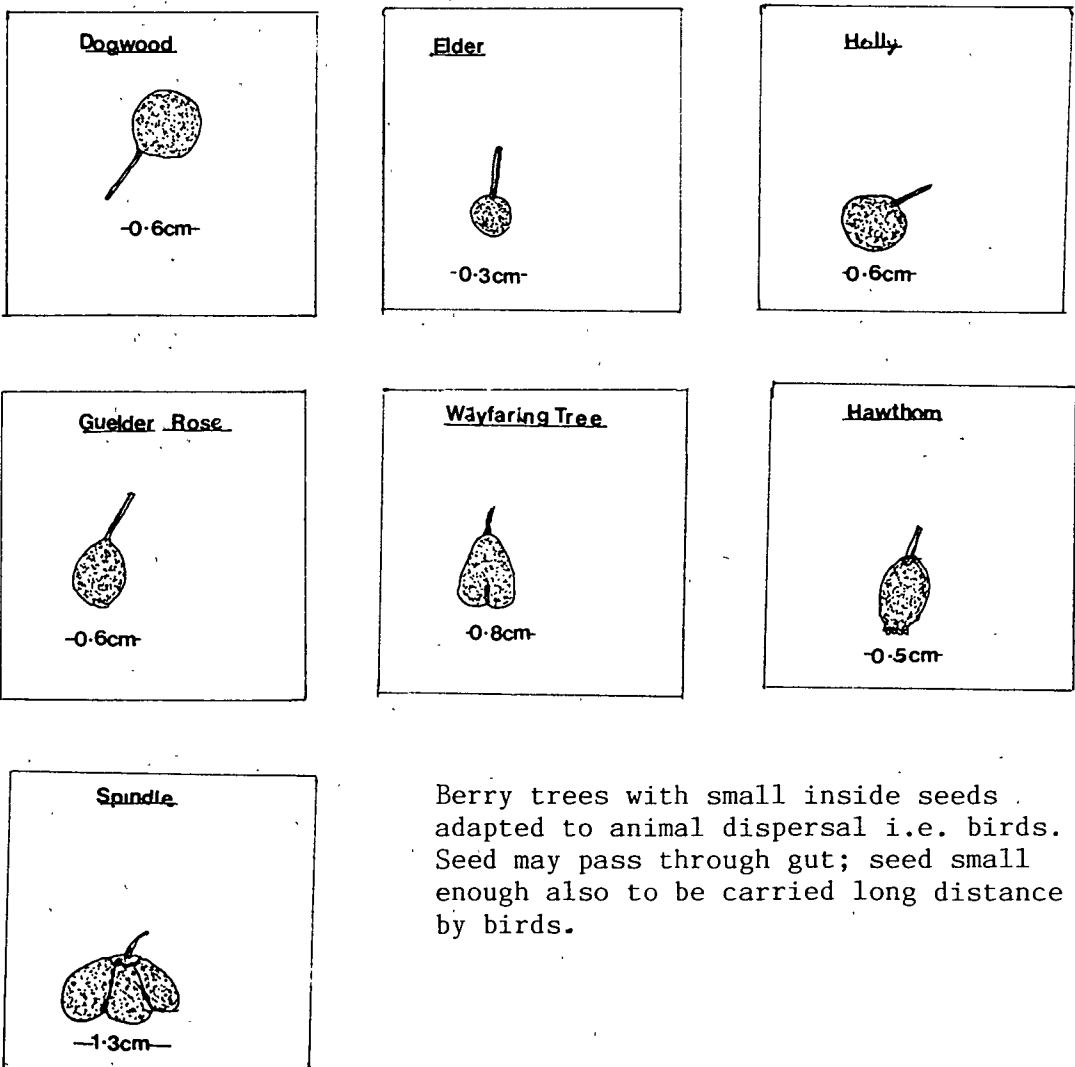 Dogwood
-0·6cm-
Elder
-0·3cm-
Holly
-0·6cm-
Guelder Rose
-0·6cm-
Wayfaring Tree
-0·8cm-
Hawthorn
-0·5cm-
Spindle
-1·3cm-
Berry trees with small inside seeds
adapted to animal dispersal i.e. birds.
Seed may pass through gut; seed small
enough also to be carried long distance
by birds.